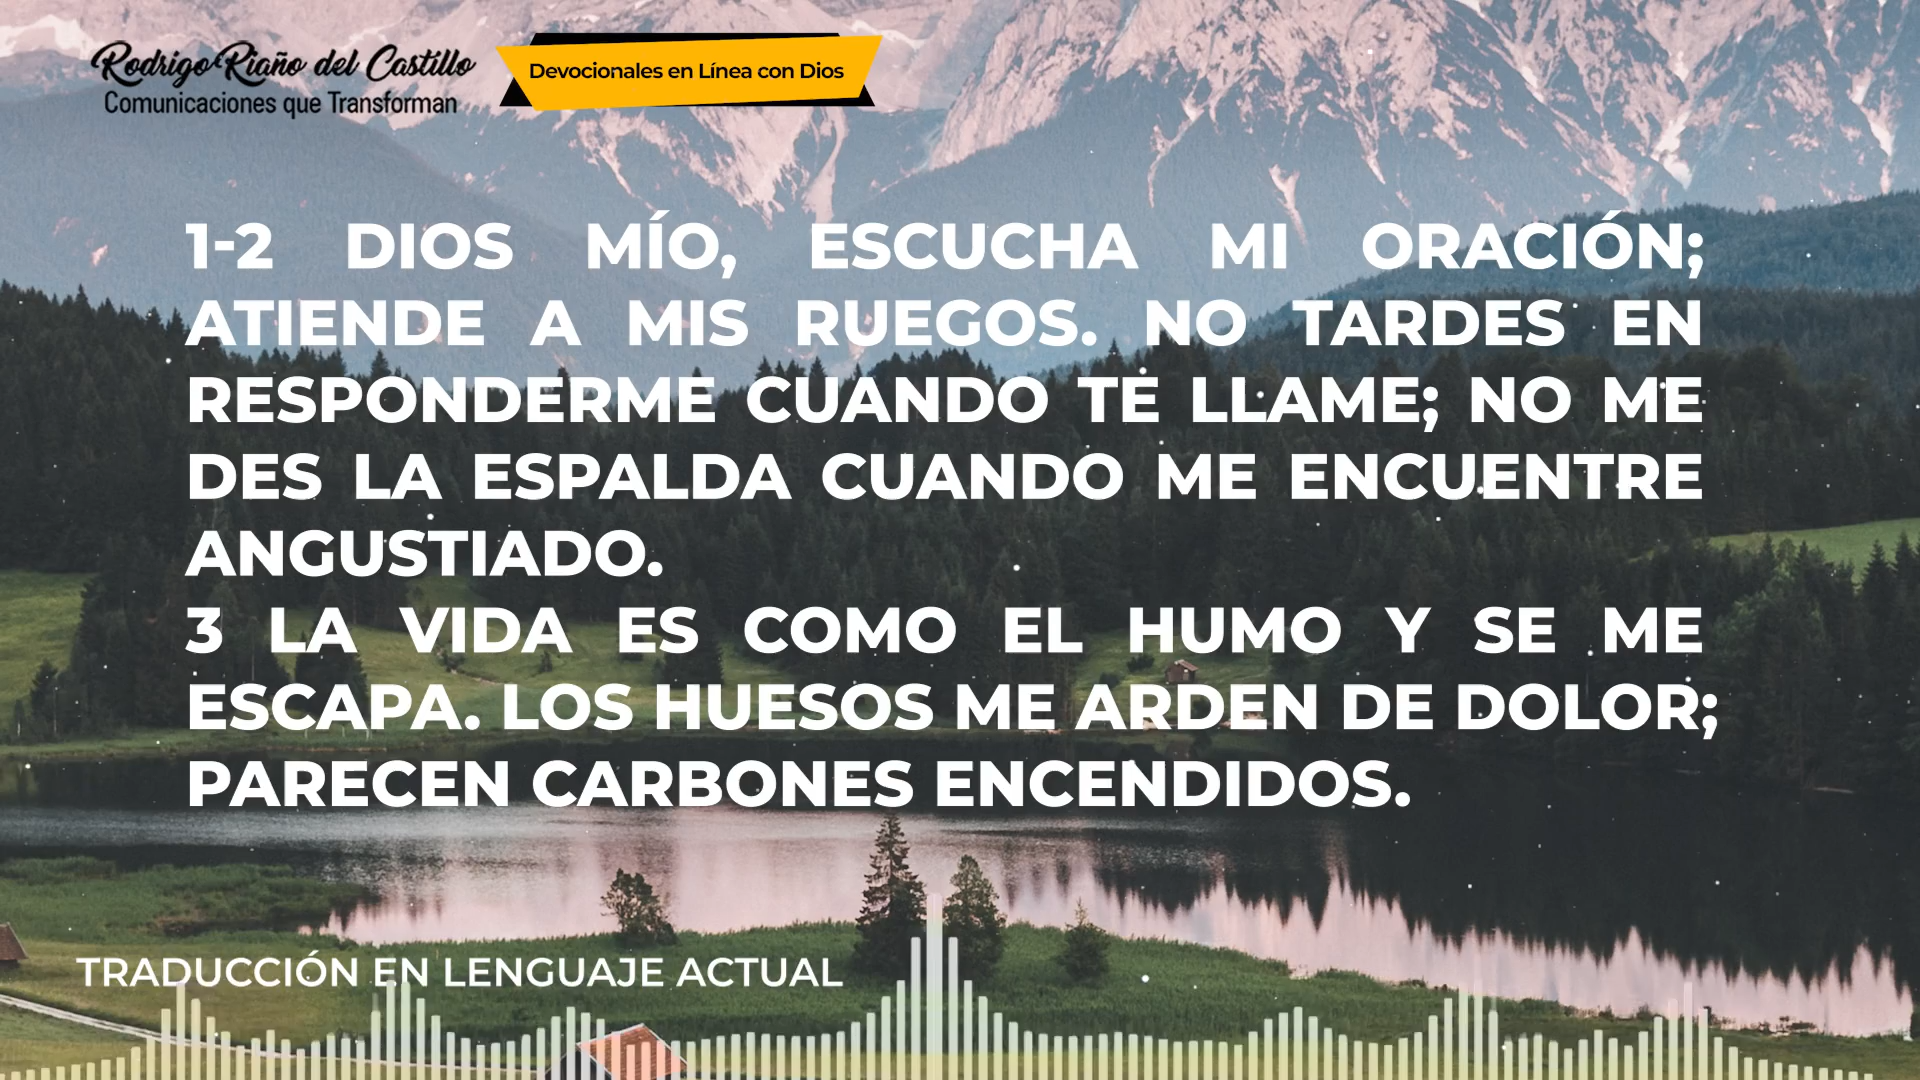 Rodrigo Riaño del Castillo
Comunicaciones que Transforman
Devocionales en Línea con Dios
1-2 DIOS MÍO, ESCUCHA MI ORACIÓN;
ATIENDE A MIS RUEGOS. NO TARDES EN
RESPONDERME CUANDO TE LLAME; NO ME
DES LA ESPALDA CUANDO ME ENCUENTRE
ANGUSTIADO.
3 LA VIDA ES COMO EL HUMO Y SE ME
ESCAPA. LOS HUESOS ME ARDEN DE DOLOR;
PARECEN CARBONES ENCENDIDOS.
TRADUCCIÓN EN LENGUAJE ACTUAL